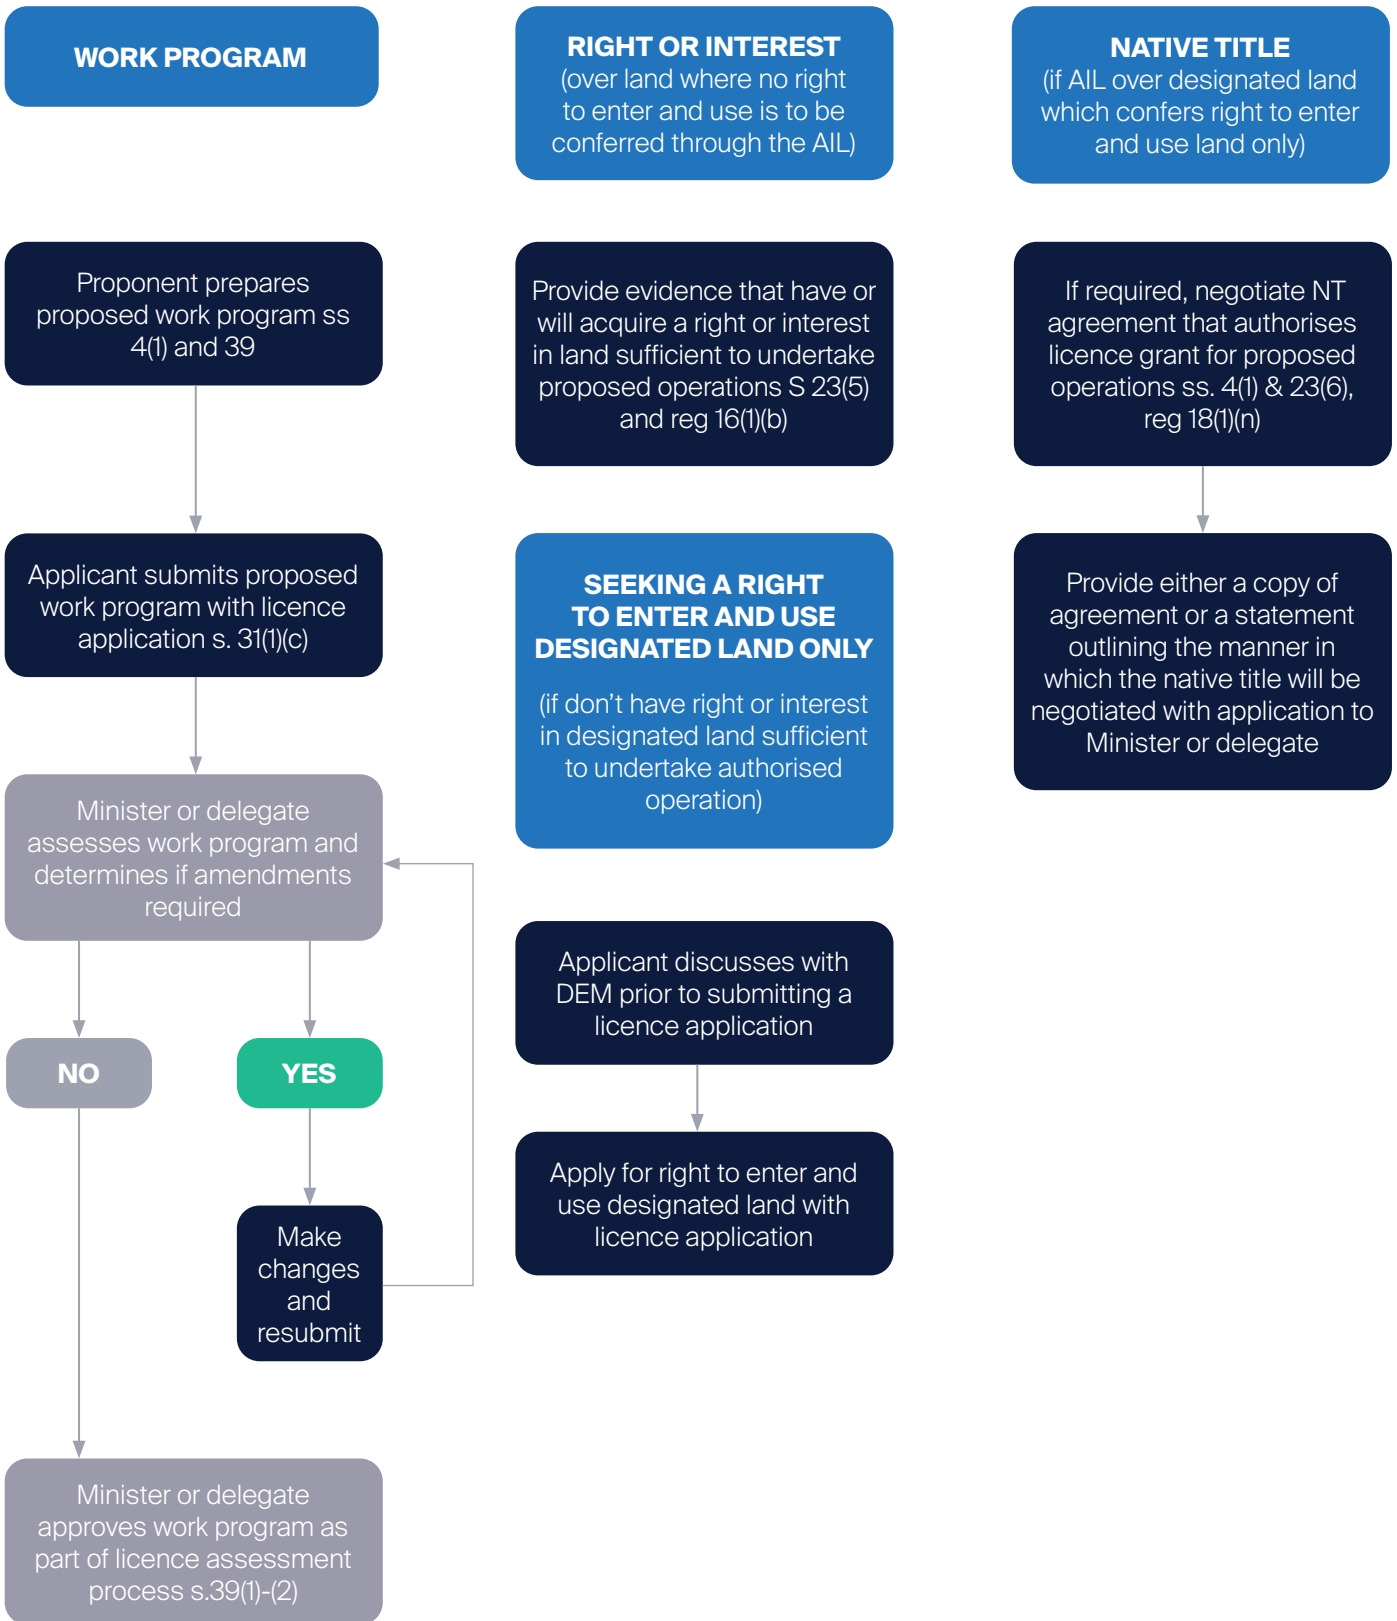 WORK PROGRAM
Proponent prepares
proposed work program ss
4(1) and 39
Applicant submits proposed
work program with licence
application s. 31(1)(c)
Minister or delegate
assesses work program and
determines if amendments
required
NO
YES
Make
changes
and
resubmit
Minister or delegate
approves work program as
part of licence assessment
process s.39(1)-(2)
RIGHT OR INTEREST
(over land where no right
to enter and use is to be
conferred through the AIL)
Provide evidence that have or
will acquire a right or interest
in land sufficient to undertake
proposed operations S 23(5)
and reg 16(1)(b)
SEEKING A RIGHT
TO ENTER AND USE
DESIGNATED LAND ONLY
(if don’t have right or interest
in designated land sufficient
to undertake authorised
operation)
Applicant discusses with
DEM prior to submitting a
licence application
Apply for right to enter and
use designated land with
licence application
NATIVE TITLE
(if AIL over designated land
which confers right to enter
and use land only)
If required, negotiate NT
agreement that authorises
licence grant for proposed
operations ss. 4(1) & 23(6),
reg 18(1)(n)
Provide either a copy of
agreement or a statement
outlining the manner in
which the native title will be
negotiated with application to
Minister or delegate